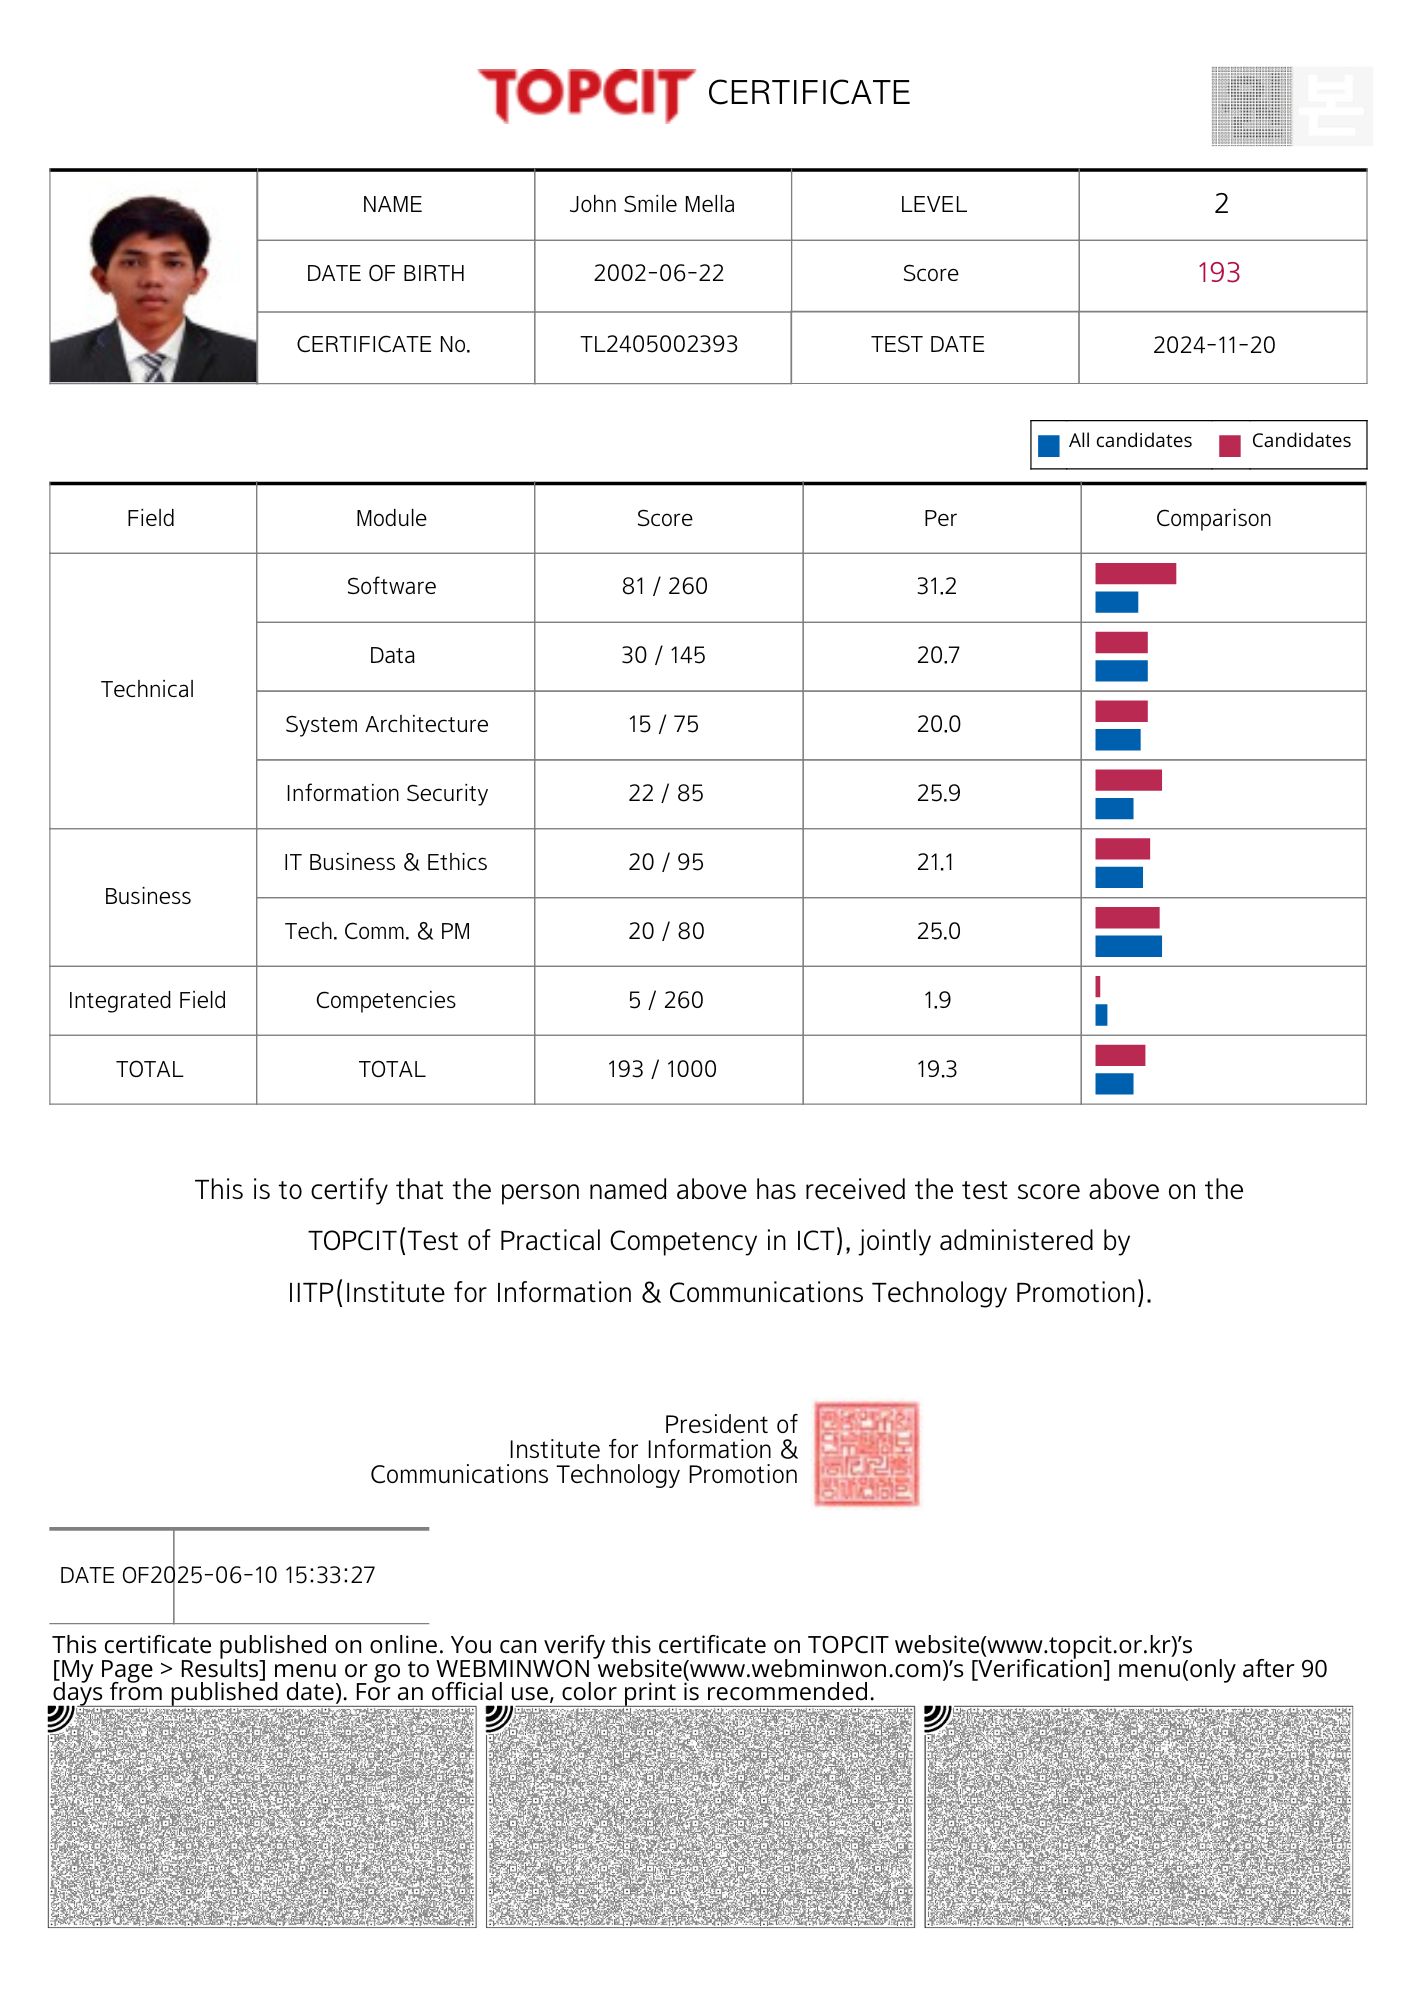 TOPCIT CERTIFICATE
본
NAME John Smile Mella LEVEL 2
DATE OF BIRTH 2002-06-22 Score 193
CERTIFICATE No. TL2405002393 TEST DATE 2024-11-20
All candidates Candidates
Field Module Score Per Comparison
Technical
Software 81 / 260 31.2
Data 30 / 145 20.7
System Architecture 15 / 75 20.0
Information Security 22 / 85 25.9
Business
IT Business & Ethics 20 / 95 21.1
Tech. Comm. & PM 20 / 80 25.0
Integrated Field Competencies 5 / 260 1.9
TOTAL TOTAL 193 / 1000 19.3
This is to certify that the person named above has received the test score above on the
TOPCIT(Test of Practical Competency in ICT), jointly administered by
IITP(Institute for Information & Communications Technology Promotion).
President of
Institute for Information &
Communications Technology Promotion
DATE OF2025-06-10 15:33:27
This certificate published on online. You can verify this certificate on TOPCIT website(www.topcit.or.kr)’s
[My Page > Results] menu or go to WEBMINWON website(www.webminwon.com)’s [Verification] menu(only after 90
days from published date). For an official use, color print is recommended.